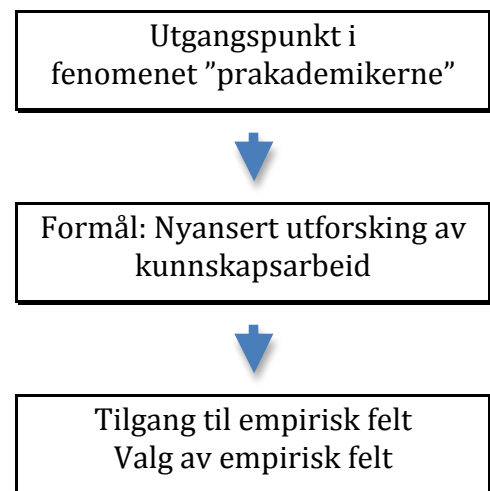 Utgangspunkt i
fenomenet ”prakademikerne”
Formål: Nyansert utforsking av
kunnskapsarbeid
Tilgang til empirisk felt
Valg av empirisk felt